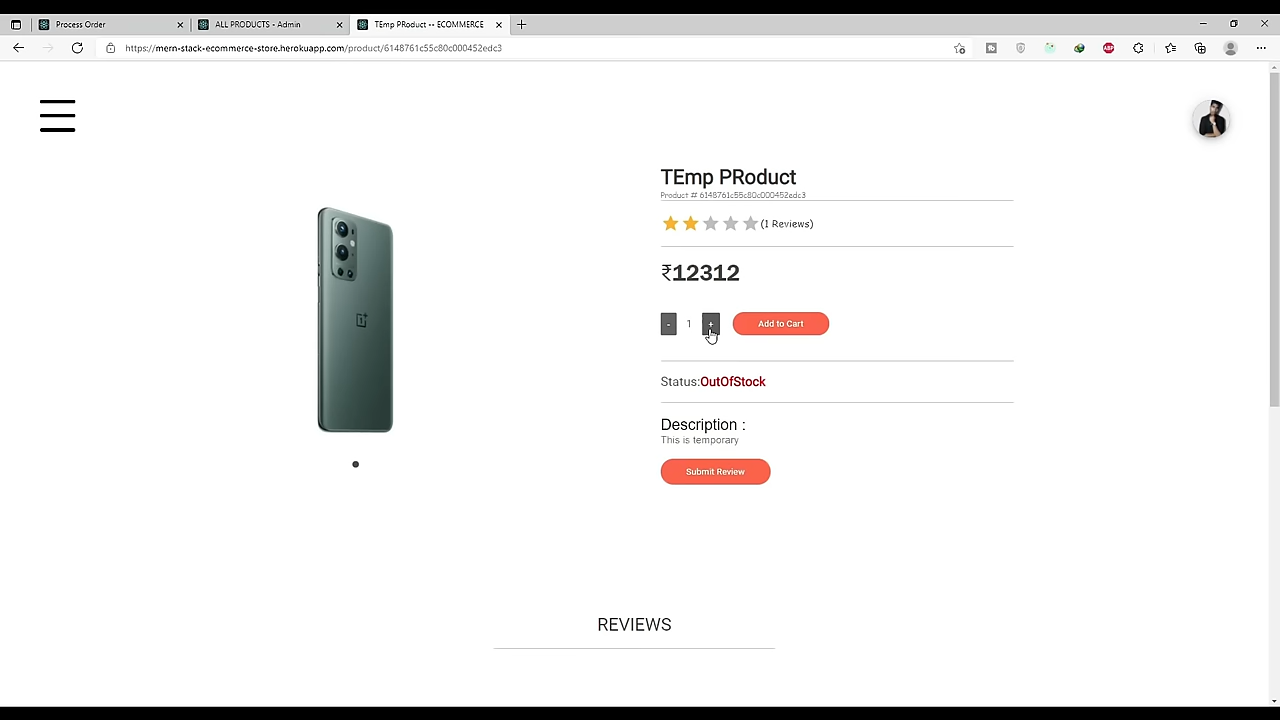 Process Order
ALL PRODUCTS - Admin
TEmp PRoduct -- ECOMMERCE
https://mern-stack-ecommerce-store.herokuapp.com/product/6148761c55c80c000452edc3
ABP
TEmp PRoduct
Product # 6148761c55c80c000452edc3
(1 Reviews)
₹12312
- 1 + Add to Cart
Status:OutOfStock
Description :
This is temporary
Submit Review
REVIEWS